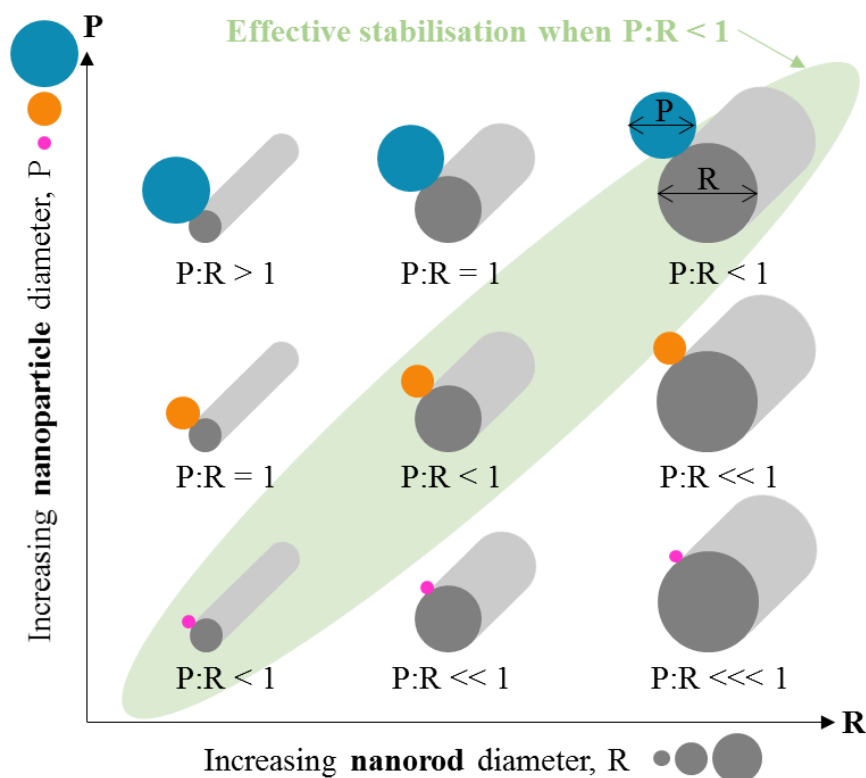 P
Effective stabilisation when P:R < 1
P
R
P:R > 1
P:R = 1
P:R < 1
P:R = 1
P:R < 1
P:R << 1
P:R < 1
P:R << 1
P:R <<< 1
Increasing nanoparticle diameter, P
R
Increasing nanorod diameter, R